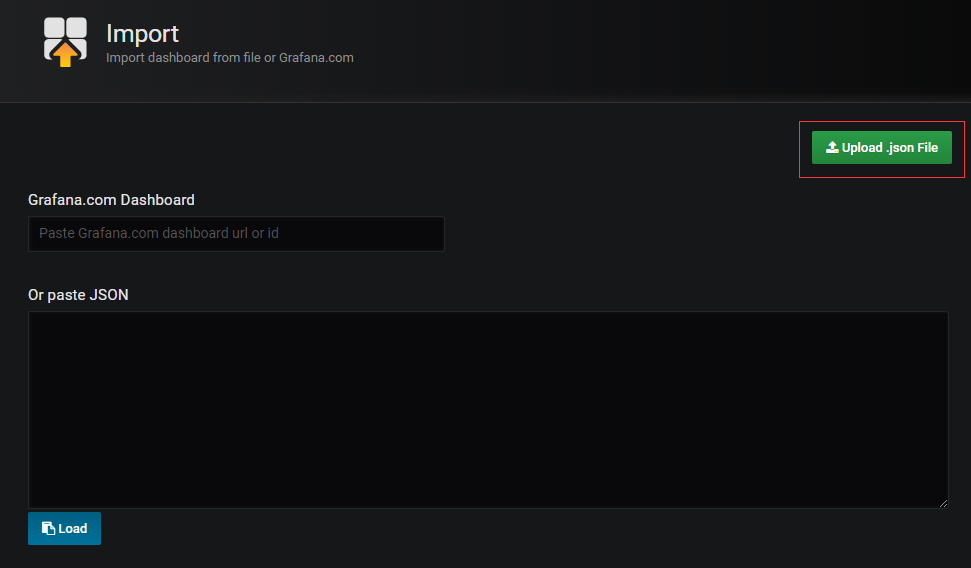 Import
Import dashboard from file or Grafana.com
Upload .json File
Grafana.com Dashboard
Paste Grafana.com dashboard url or id
Or paste JSON
Load